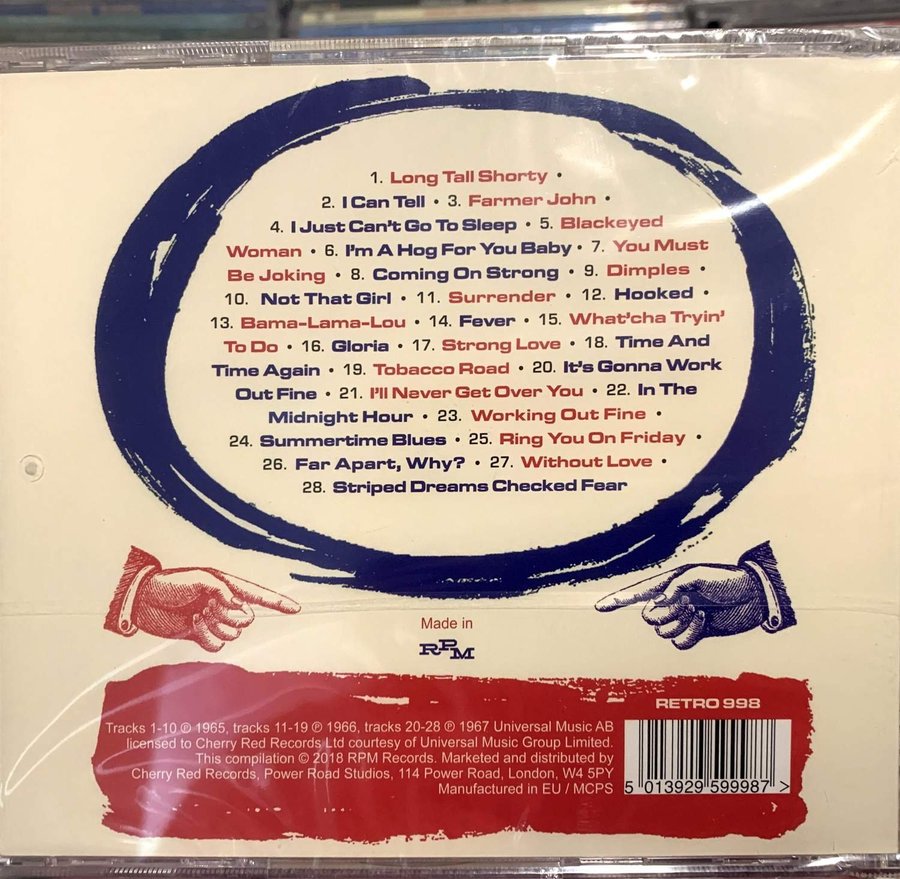 1. Long Tall Shorty •
2. I Can Tell • 3. Farmer John •
4. I Just Can't Go To Sleep • 5. Blackeyed
Woman • 6. I'm A Hog For You Baby • 7. You Must
Be Joking • 8. Coming On Strong • 9. Dimples •
10. Not That Girl • 11. Surrender • 12. Hooked •
13. Bama-Lama-Lou • 14. Fever • 15. What'cha Tryin'
To Do • 16. Gloria • 17. Strong Love • 18. Time And
Time Again • 19. Tobacco Road • 20. It's Gonna Work
Out Fine • 21. I'll Never Get Over You • 22. In The
Midnight Hour • 23. Working Out Fine •
24. Summertime Blues • 25. Ring You On Friday •
26. Far Apart, Why? • 27. Without Love •
28. Striped Dreams Checked Fear
Made in
RPM
RETRO 998
Tracks 1-10 ℗ 1965, tracks 11-19 ℗ 1966, tracks 20-28 ℗ 1967 Universal Music AB
licensed to Cherry Red Records Ltd courtesy of Universal Music Group Limited.
This compilation © 2018 RPM Records. Marketed and distributed by
Cherry Red Records, Power Road Studios, 114 Power Road, London, W4 5PY
Manufactured in EU / MCPS
5 013929 599987 >